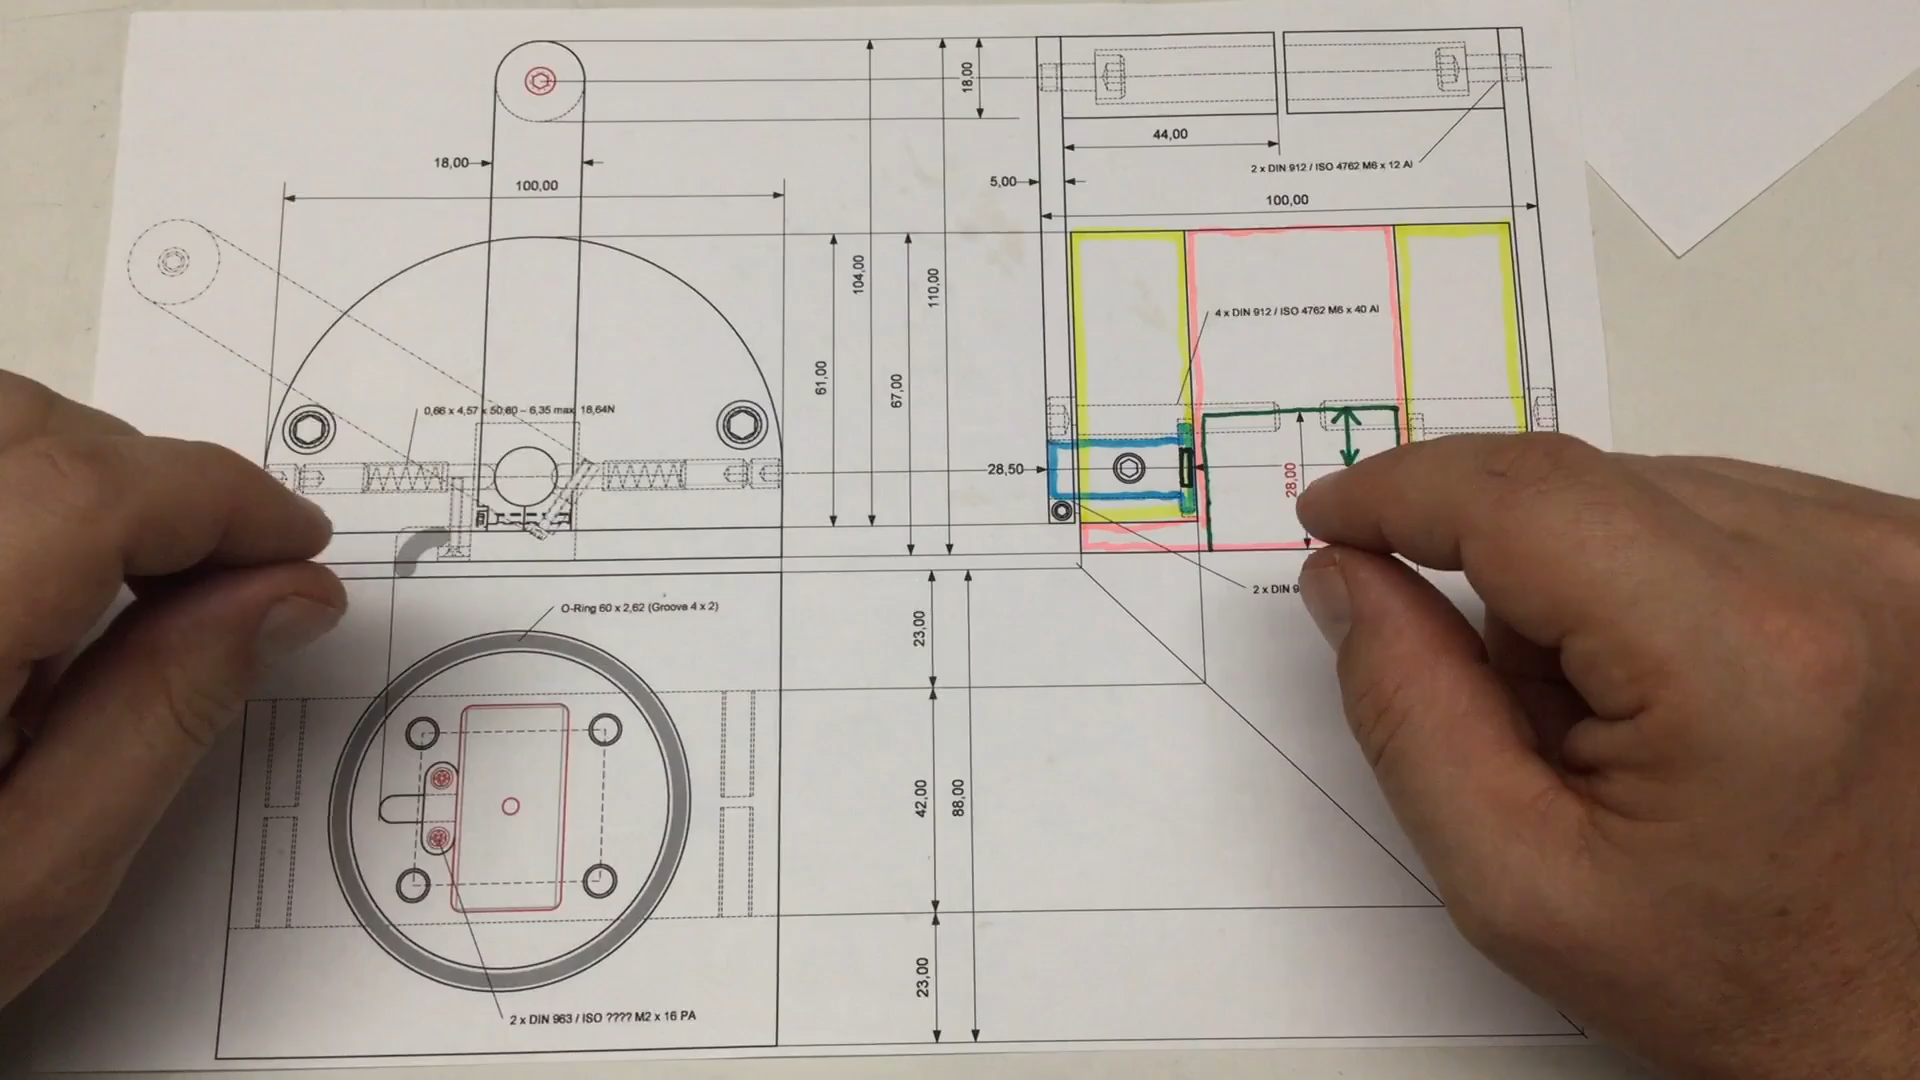 18,00
44,00
18,00
2 x DIN 912 / ISO 4762 M6 x 12 Al
5,00
100,00
100,00
104,00
110,00
4 x DIN 912 / ISO 4762 M6 x 40 Al
61,00
67,00
0,66 x 4,57 x 50,80 – 6,35 max. 18,64N
28,50
28,00
2 x DIN 9
O-Ring 60 x 2,62 (Groove 4 x 2)
23,00
42,00
88,00
23,00
2 x DIN 963 / ISO ???? M2 x 16 PA